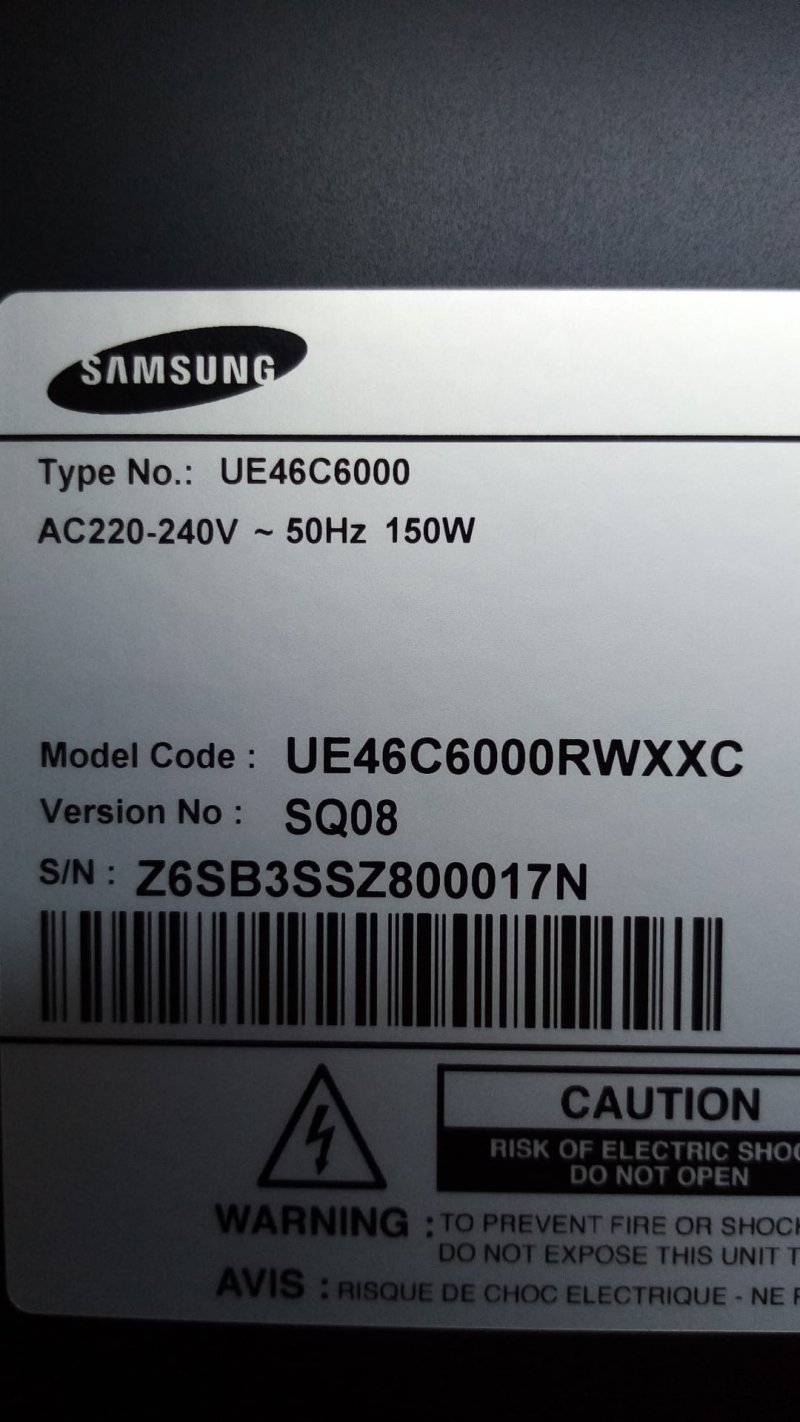 SAMSUNG
Type No.: UE46C6000
AC220-240V ~ 50Hz 150W
Model Code : UE46C6000RWXXC
Version No : SQ08
S/N : Z6SB3SSZ800017N
CAUTION
RISK OF ELECTRIC SHOC
DO NOT OPEN
WARNING : TO PREVENT FIRE OR SHOCK
DO NOT EXPOSE THIS UNIT T
AVIS : RISQUE DE CHOC ELECTRIQUE - NE P